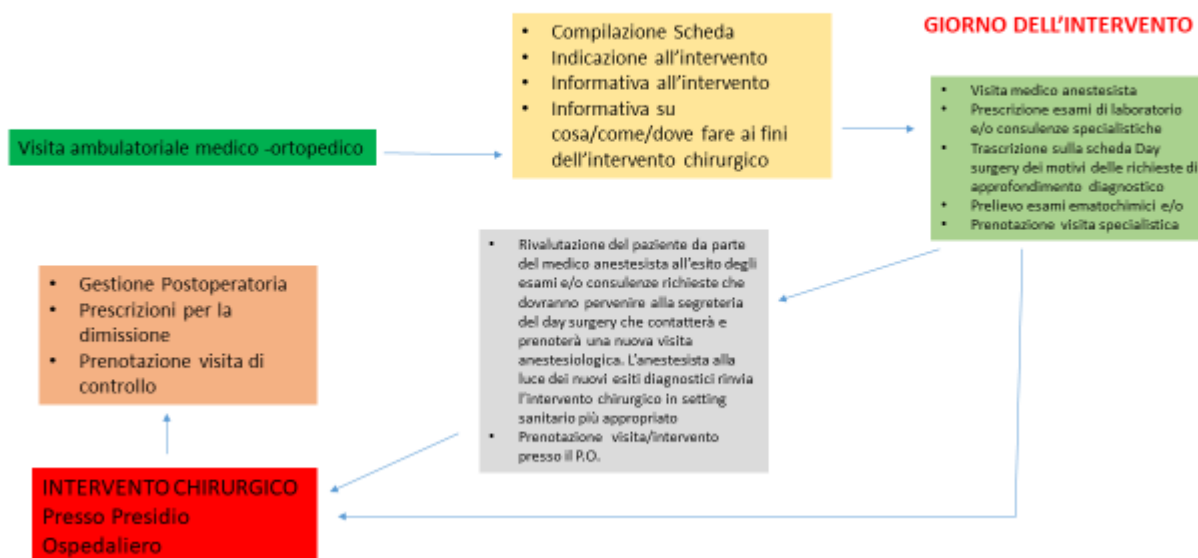 Visita ambulatoriale medico -ortopedico
• Compilazione Scheda
• Indicazione all'intervento
• Informativa all'intervento
• Informativa su
cosa/come/dove fare ai fini
dell'intervento chirurgico
GIORNO DELL'INTERVENTO
• Visita medico anestesista
• Prescrizione esami di laboratorio
e/o consulenze specialistiche
• Trascrizione sulla scheda Day
surgery dei motivi delle richieste di
approfondimento diagnostico
• Prelievo esami ematochimici e/o
• Prenotazione visita specialistica
• Rivalutazione del paziente da parte
del medico anestesista all'esito degli
esami e/o consulenze richieste che
dovranno pervenire alla segreteria
del day surgery che contatterà e
prenoterà una nuova visita
anestesiologica. L'anestesista alla
luce dei nuovi esiti diagnostici rinvia
l'intervento chirurgico in setting
sanitario più appropriato
• Prenotazione visita/intervento
presso il P.O.
INTERVENTO CHIRURGICO
Presso Presidio
Ospedaliero
• Gestione Postoperatoria
• Prescrizioni per la
dimissione
• Prenotazione visita di
controllo